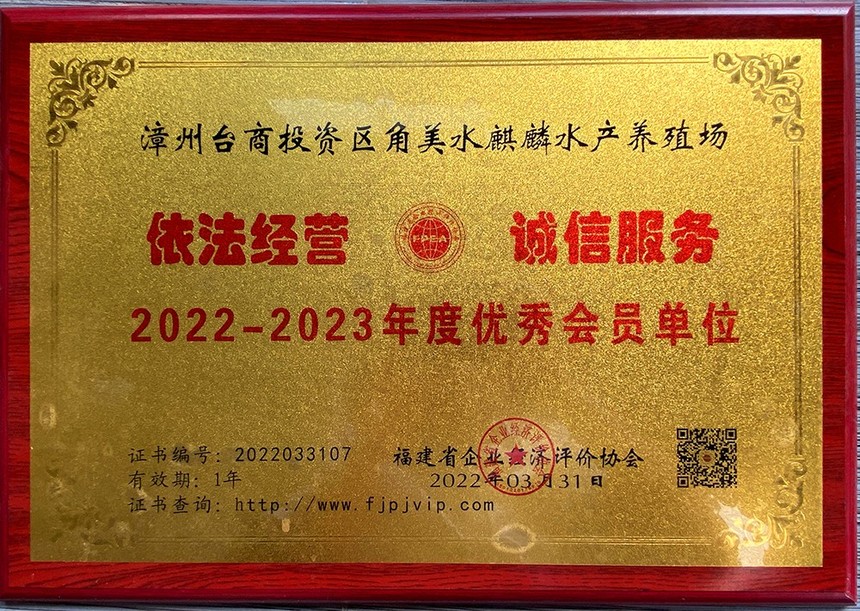 漳州台商投资区角美水麒麟水产养殖场
依法经营 诚信服务
2022-2023年度优秀会员单位
证书编号：2022033107
有效期：1年
证书查询：http://www.fjpjvip.com
福建省企业经济评价协会
2022年03月31日